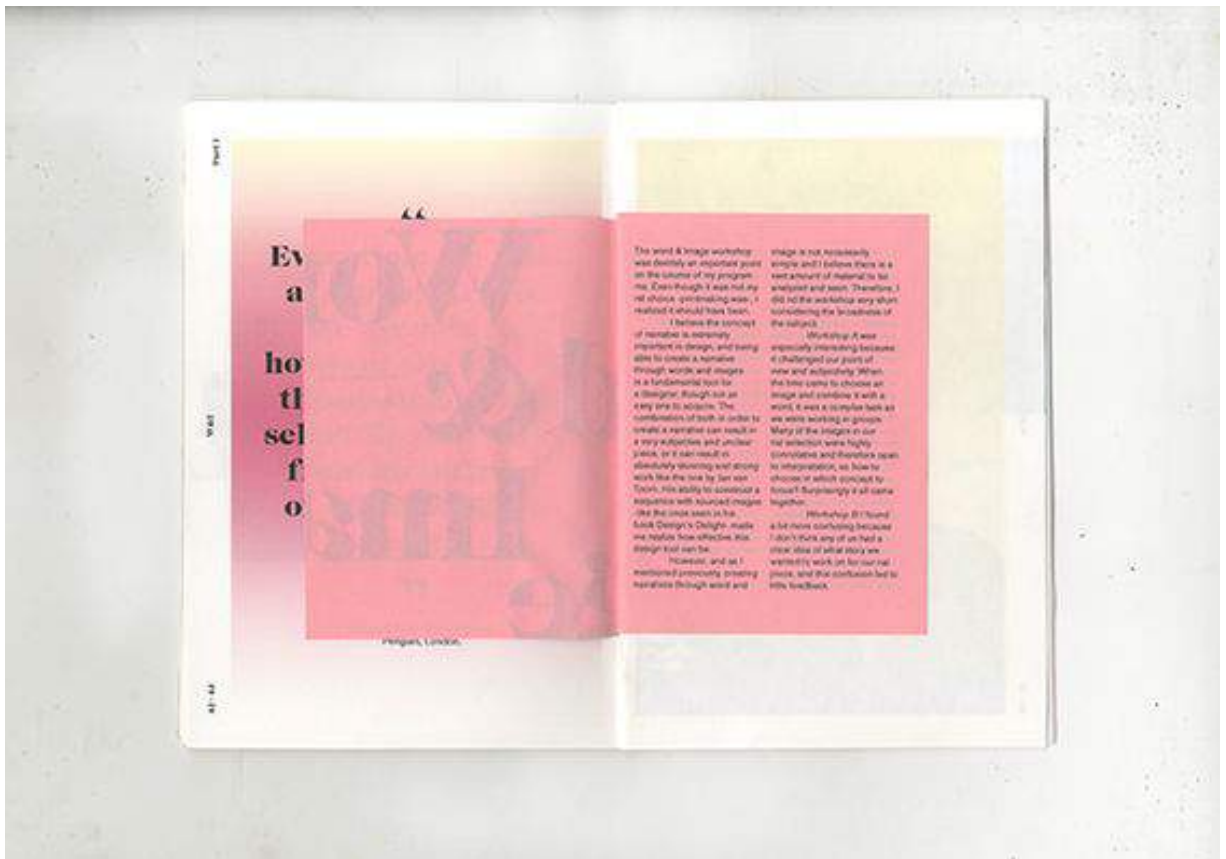 Part I
W&I
“
Ev
a
ho
th
sel
f
o
Penguin, London.
Wor
d
&
Ima
ge
The word & image workshop
was definitely an important point
on the course of my program
me. Even though it was not my
rst choice -printmaking was-, I
realized it should have been.
I believe the concept
of narrative is extremely
important in design, and being
able to create a narrative
through words and images
is a fundamental tool for
a designer, though not an
easy one to acquire. The
combination of both in order to
create a narrative can result in
a very subjective and unclear
piece, or it can result in
absolutely stunning and strong
work like the one by Jan van
Toorn. His ability to construct a
sequence with sourced images
-like the ones seen in his
book Design's Delight- made
me realize how effective this
design tool can be.
However, and as I
mentioned previously, creating
narrative through word and
image is not necessarily
simple and I believe there is a
vast amount of material to be
analyzed and seen. Therefore, I
did nd the workshop very short
considering the broadness of
the subject.
Workshop A was
especially interesting because
it challenged our point of
view and subjectivity. When
the time came to choose an
image and combine it with a
word, it was a complex task as
we were working in groups.
Many of the images in our
nal selection were highly
connotative and therefore open
to interpretation, so how to
choose in which concept to
focus? Surprisingly it all came
together.
Workshop B I found
a bit more confusing because
I don't think any of us had a
clear idea of what story we
wanted to work on for our nal
piece, and this confusion led to
little feedback.